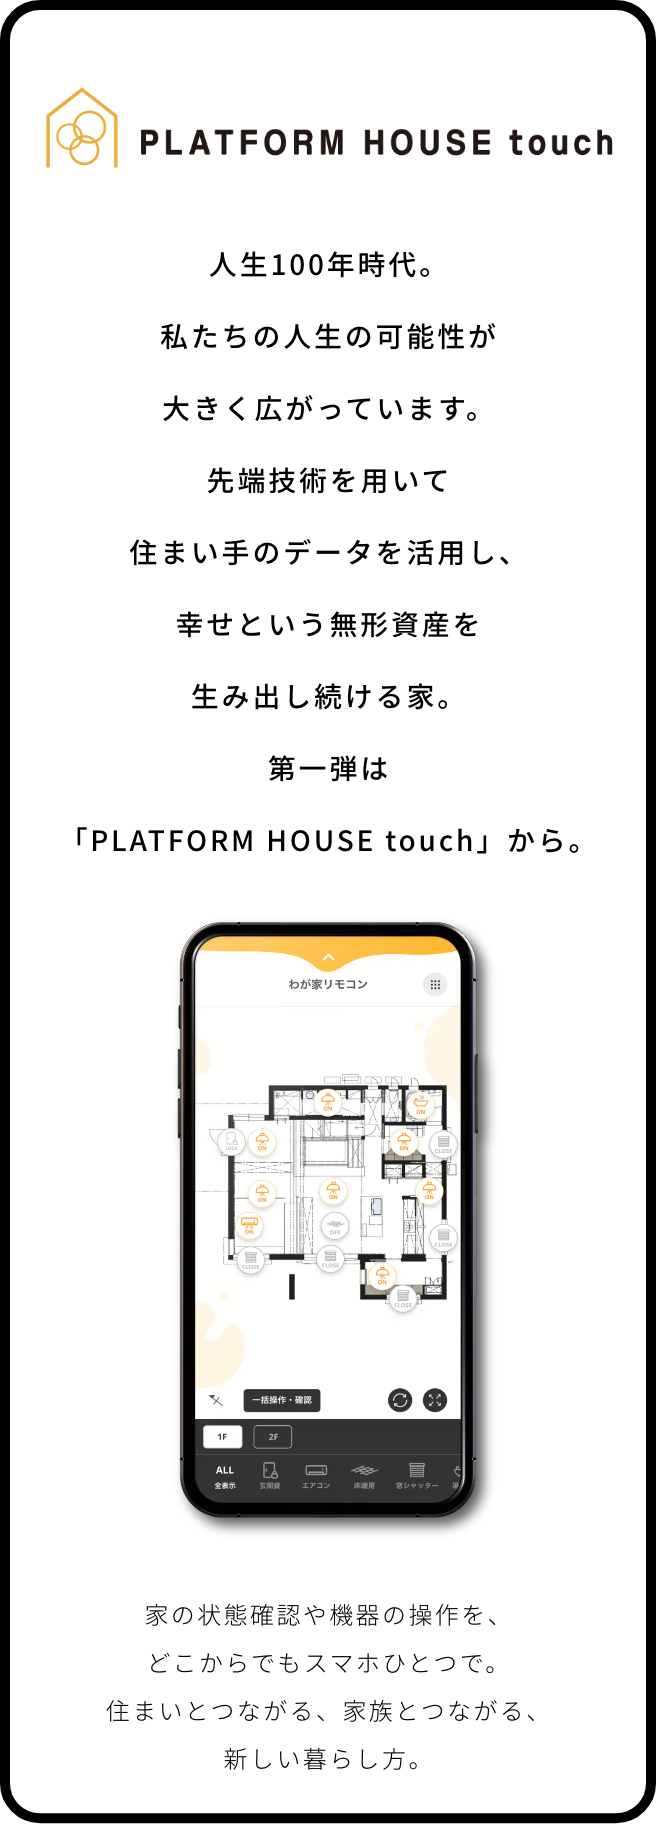 PLATFORM HOUSE touch
人生100年時代。
私たちの人生の可能性が
大きく広がっています。
先端技術を用いて
住まい手のデータを活用し、
幸せという無形資産を
生み出し続ける家。
第一弾は
「PLATFORM HOUSE touch」から。
わが家リモコン
ON
ON
LOCK
ON
ON
CLOSE
ON
ON
ON
ON
OFF
CLOSE
CLOSE
CLOSE
ON
CLOSE
一括操作・確認
1F 2F
ALL
全表示 玄関錠 エアコン 床暖房 窓シャッター
家の状態確認や機器の操作を、
どこからでもスマホひとつで。
住まいとつながる、家族とつながる、
新しい暮らし方。